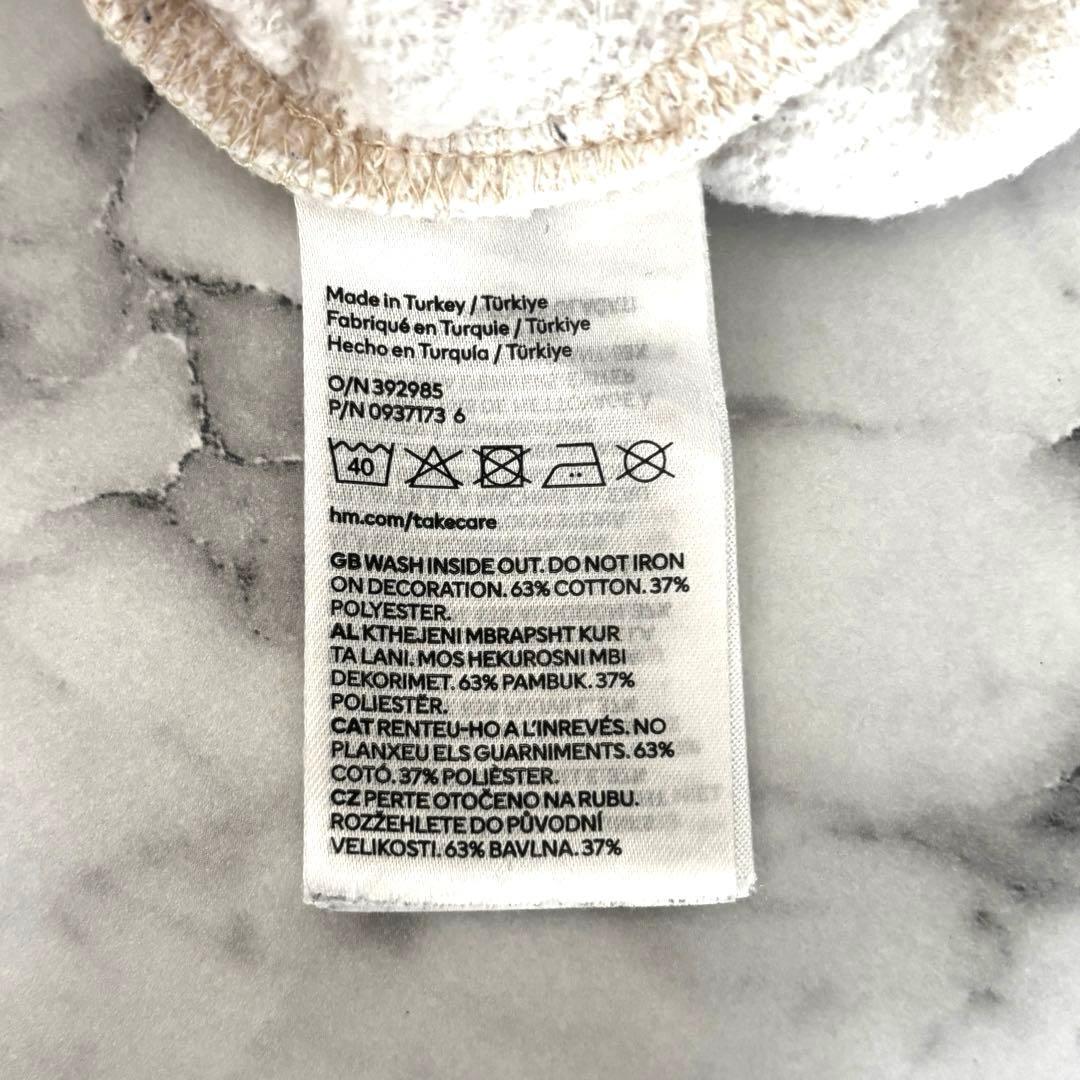 Made in Turkey / Türkiye
Fabriqué en Turquie / Türkiye
Hecho en Turquía / Türkiye
O/N 392985
P/N 0937173 6
40
hm.com/takecare
GB WASH INSIDE OUT. DO NOT IRON
ON DECORATION. 63% COTTON. 37%
POLYESTER.
AL KTHEJENI MBRAPSHT KUR
TA LANI. MOS HEKUROSNI MBI
DEKORIMET. 63% PAMBUK. 37%
POLIESTËR.
CAT RENTEU-HO A L'INREVÉS. NO
PLANXEU ELS GUARNIMENTS. 63%
COTÓ. 37% POLIÈSTER.
CZ PERTE OTOČENO NA RUBU.
ROZŽEHLETE DO PŮVODNÍ
VELIKOSTI. 63% BAVLNA. 37%